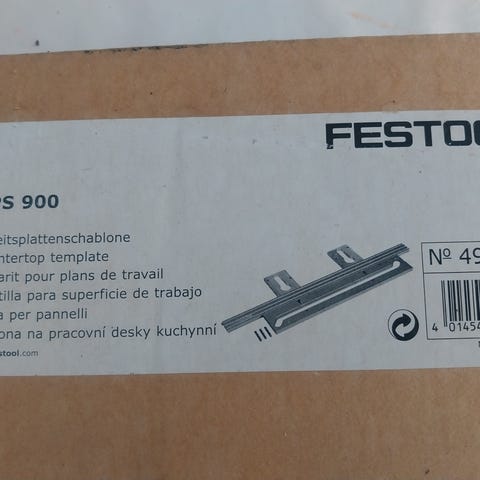 FESTOO
PS 900
eitsplattenschablone
ntertop template
arit pour plans de travail
tilla para superficie de trabajo
a per pannelli
ona na pracovní desky kuchynní
stool.com
Nº 49
4 01454